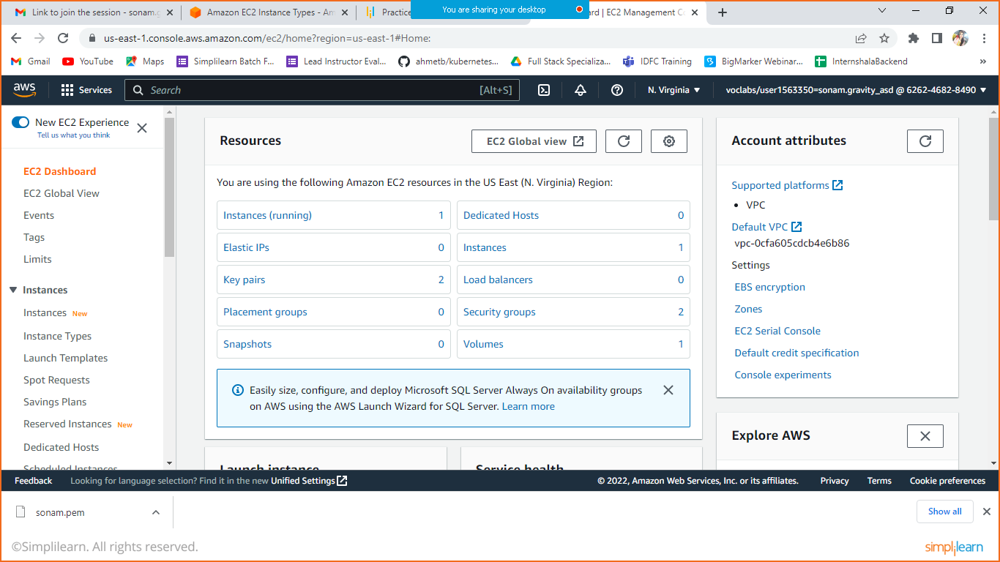 Link to join the session - sonam.g
Amazon EC2 Instance Types - Am
Practice
You are sharing your desktop
ard | EC2 Management Co
us-east-1.console.aws.amazon.com/ec2/home?region=us-east-1#Home:
Gmail
YouTube
Maps
Simplilearn Batch F...
Lead Instructor Eval...
ahmetb/kubernetes...
Full Stack Specializa...
IDFC Training
BigMarker Webinar...
InternshalaBackend
»
aws
Services
Search
[Alt+S]
N. Virginia
voclabs/user1563350=sonam.gravity_asd @ 6262-4682-8490
New EC2 Experience
Tell us what you think
EC2 Dashboard
EC2 Global View
Events
Tags
Limits
Instances
Instances New
Instance Types
Launch Templates
Spot Requests
Savings Plans
Reserved Instances New
Dedicated Hosts
Scheduled Instances
Resources
EC2 Global view
You are using the following Amazon EC2 resources in the US East (N. Virginia) Region:
Instances (running) 1
Dedicated Hosts 0
Elastic IPs 0
Instances 1
Key pairs 2
Load balancers 0
Placement groups 0
Security groups 2
Snapshots 0
Volumes 1
Easily size, configure, and deploy Microsoft SQL Server Always On availability groups
on AWS using the AWS Launch Wizard for SQL Server. Learn more
Launch instance
Service health
Account attributes
Supported platforms
• VPC
Default VPC
vpc-0cfa605cdcb4e6b86
Settings
EBS encryption
Zones
EC2 Serial Console
Default credit specification
Console experiments
Explore AWS
Feedback
Looking for language selection? Find it in the new Unified Settings
© 2022, Amazon Web Services, Inc. or its affiliates.
Privacy
Terms
Cookie preferences
sonam.pem
Show all
©Simplilearn. All rights reserved.
simplilearn